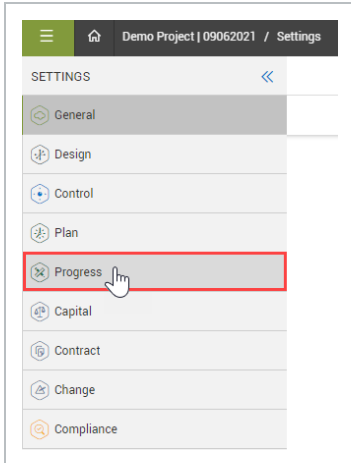 Demo Project | 09062021 / Settings
SETTINGS
General
Design
Control
Plan
Progress
Capital
Contract
Change
Compliance